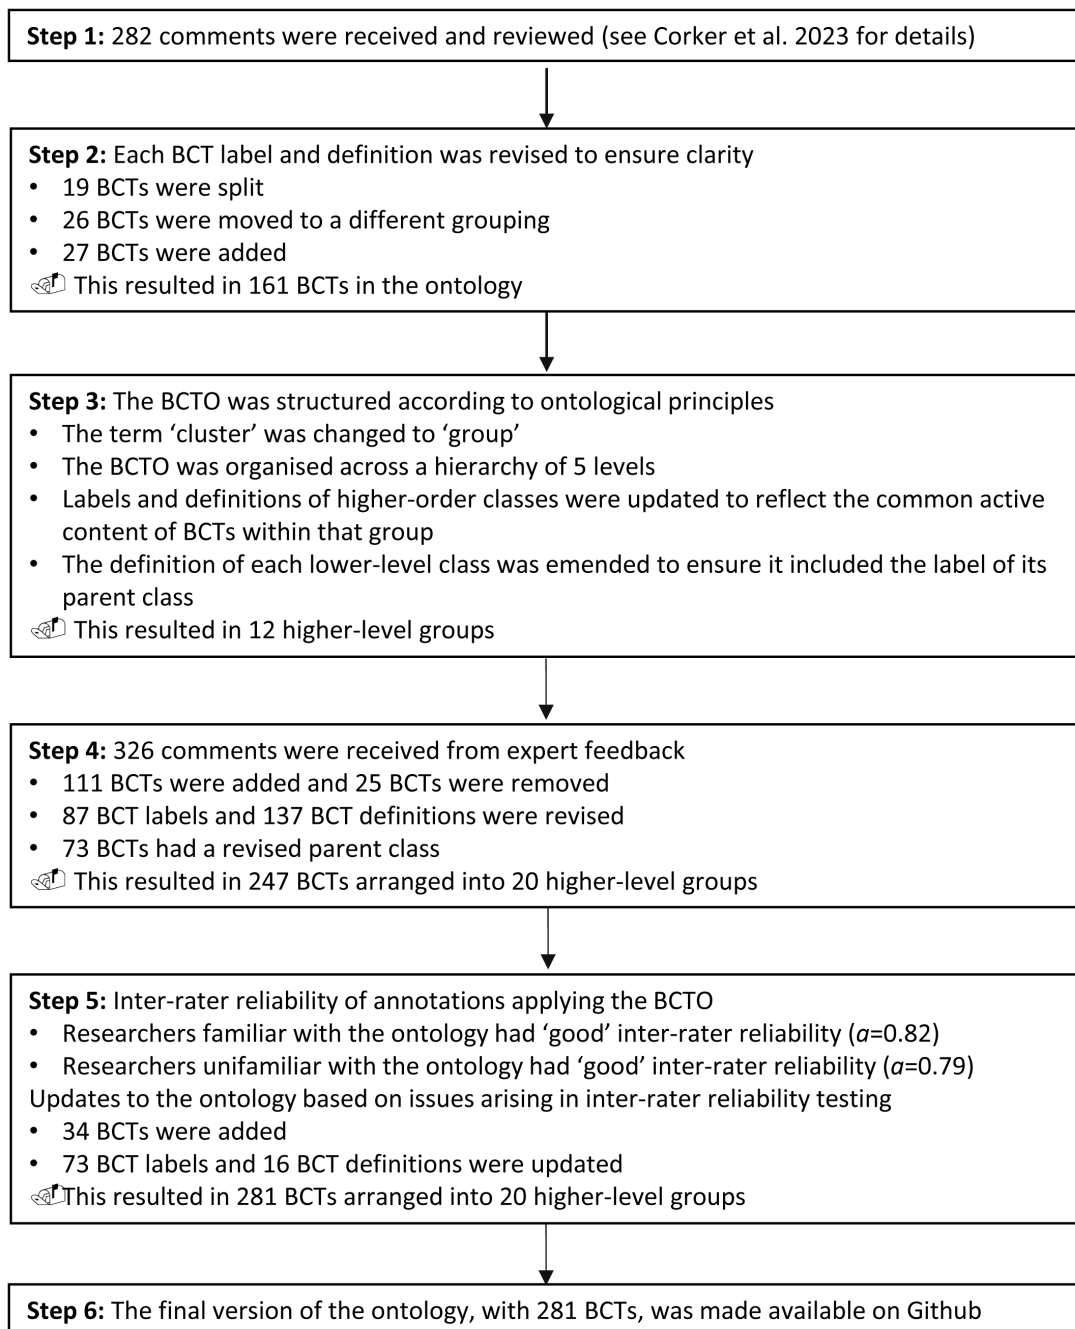 Step 1: 282 comments were received and reviewed (see Corker et al. 2023 for details)
Step 2: Each BCT label and definition was revised to ensure clarity
• 19 BCTs were split
• 26 BCTs were moved to a different grouping
• 27 BCTs were added
This resulted in 161 BCTs in the ontology
Step 3: The BCTO was structured according to ontological principles
• The term ‘cluster’ was changed to ‘group’
• The BCTO was organised across a hierarchy of 5 levels
• Labels and definitions of higher-order classes were updated to reflect the common active
content of BCTs within that group
• The definition of each lower-level class was emended to ensure it included the label of its
parent class
This resulted in 12 higher-level groups
Step 4: 326 comments were received from expert feedback
• 111 BCTs were added and 25 BCTs were removed
• 87 BCT labels and 137 BCT definitions were revised
• 73 BCTs had a revised parent class
This resulted in 247 BCTs arranged into 20 higher-level groups
Step 5: Inter-rater reliability of annotations applying the BCTO
• Researchers familiar with the ontology had ‘good’ inter-rater reliability (a=0.82)
• Researchers unfamiliar with the ontology had ‘good’ inter-rater reliability (a=0.79)
Updates to the ontology based on issues arising in inter-rater reliability testing
• 34 BCTs were added
• 73 BCT labels and 16 BCT definitions were updated
This resulted in 281 BCTs arranged into 20 higher-level groups
Step 6: The final version of the ontology, with 281 BCTs, was made available on Github